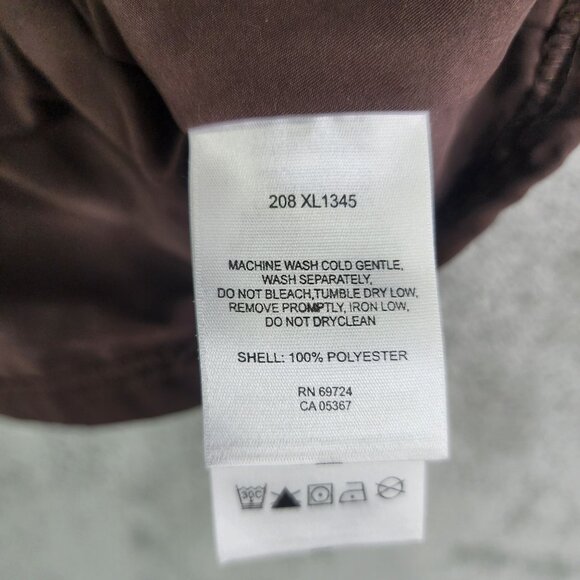 208 XL1345
MACHINE WASH COLD GENTLE,
WASH SEPARATELY,
DO NOT BLEACH,TUMBLE DRY LOW,
REMOVE PROMPTLY, IRON LOW,
DO NOT DRYCLEAN
SHELL: 100% POLYESTER
RN 69724
CA 05367
30C